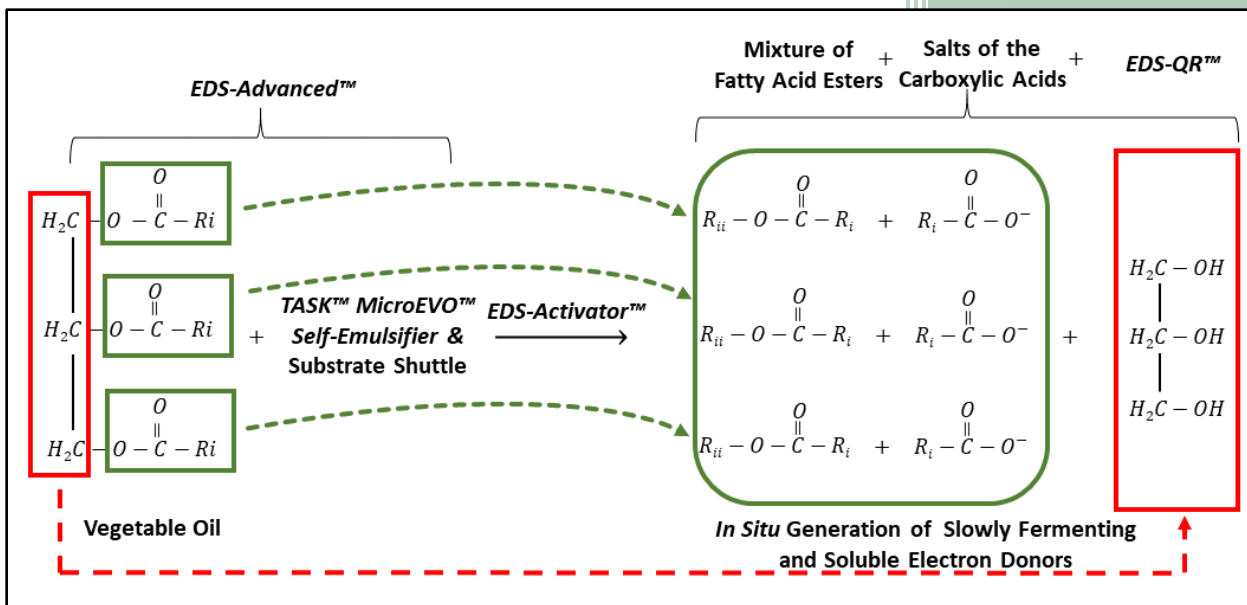 EDS-Advanced™
Mixture of
Fatty Acid Esters
+
Salts of the
Carboxylic Acids
+
EDS-QR™
O
||
H₂C – O – C – Ri
O
||
H₂C – O – C – Ri
O
||
H₂C – O – C – Ri
+
TASK™ MicroEVO™
Self-Emulsifier &
Substrate Shuttle
EDS-Activator™
O
||
Rᵢᵢ – O – C – Rᵢ
+
O
||
Rᵢ – C – O⁻
O
||
Rᵢᵢ – O – C – Rᵢ
+
O
||
Rᵢ – C – O⁻
O
||
Rᵢᵢ – O – C – Rᵢ
+
O
||
Rᵢ – C – O⁻
+
H₂C – OH
H₂C – OH
H₂C – OH
Vegetable Oil
In Situ Generation of Slowly Fermenting
and Soluble Electron Donors